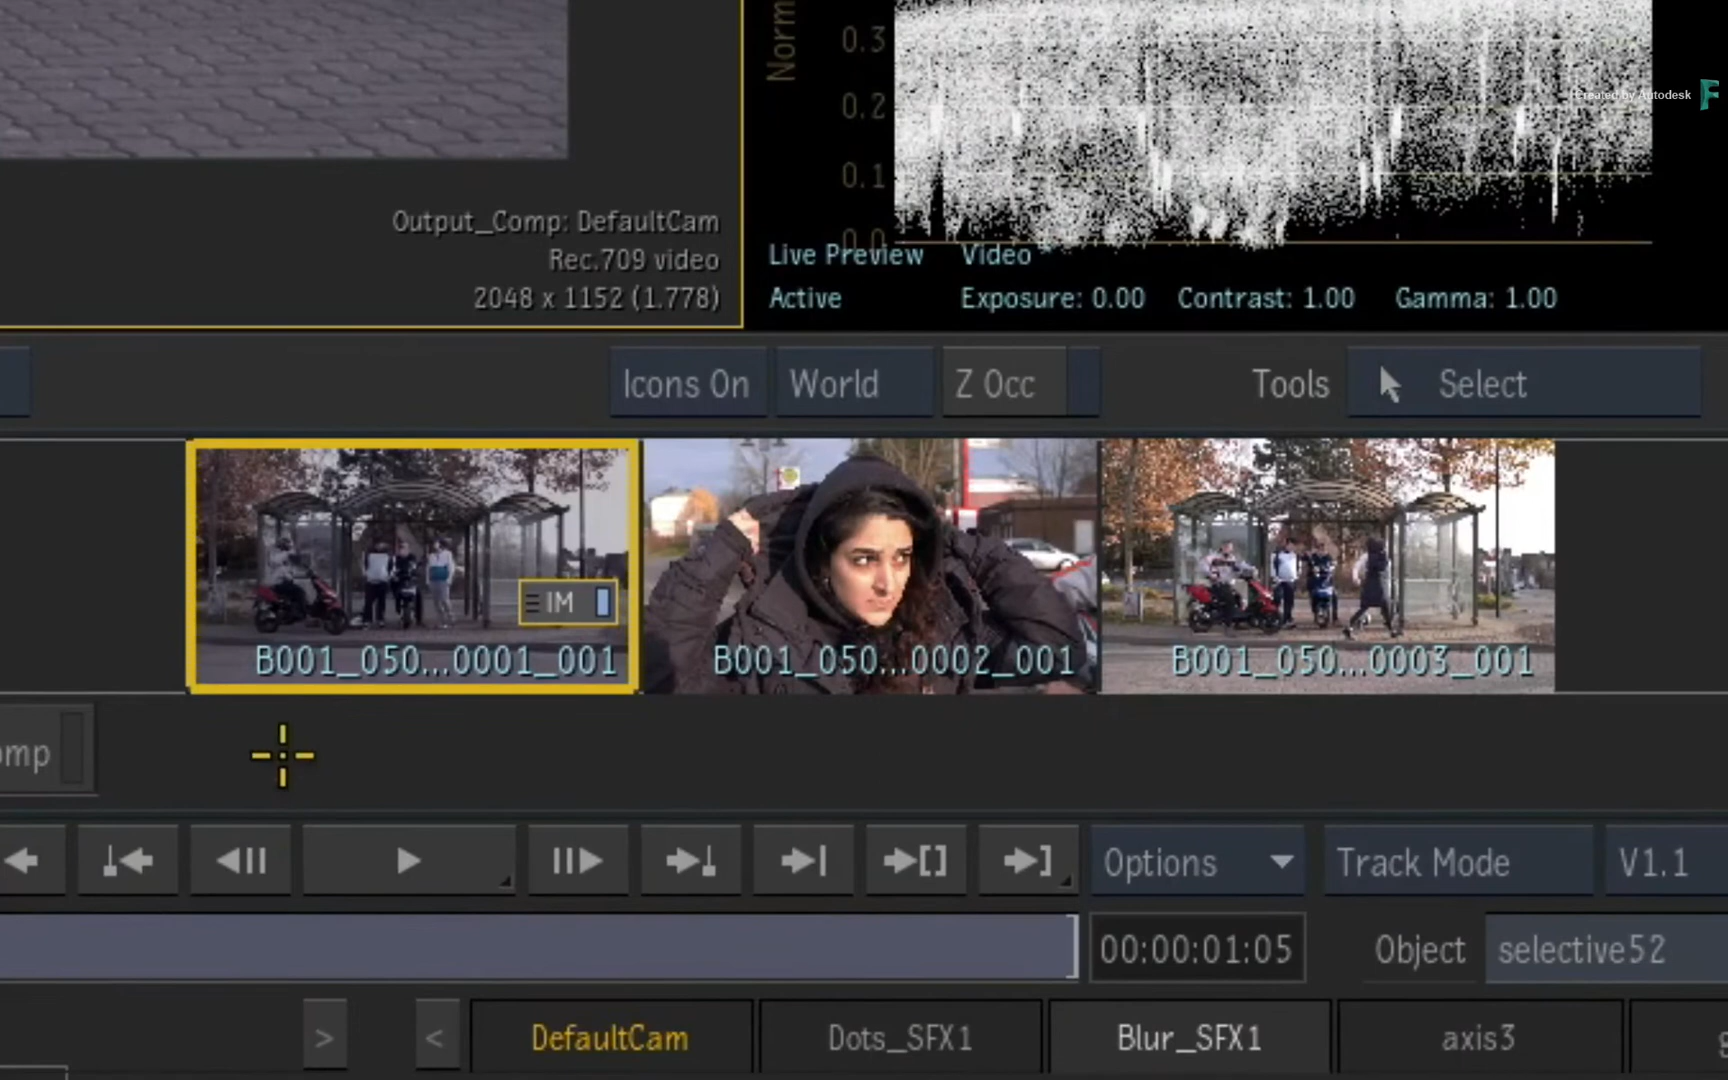 Norm
0.3
0.2
0.1
0.0
Created by Autodesk
Output_Comp: DefaultCam
Rec.709 video
2048 x 1152 (1.778)
Live Preview Video
Active Exposure: 0.00 Contrast: 1.00 Gamma: 1.00
Icons On World Z Occ Tools Select
IM
B001_050...0001_001 B001_050...0002_001 B001_050...0003_001
omp
Options Track Mode V1.1
00:00:01:05 Object selective52
> < DefaultCam Dots_SFX1 Blur_SFX1 axis3